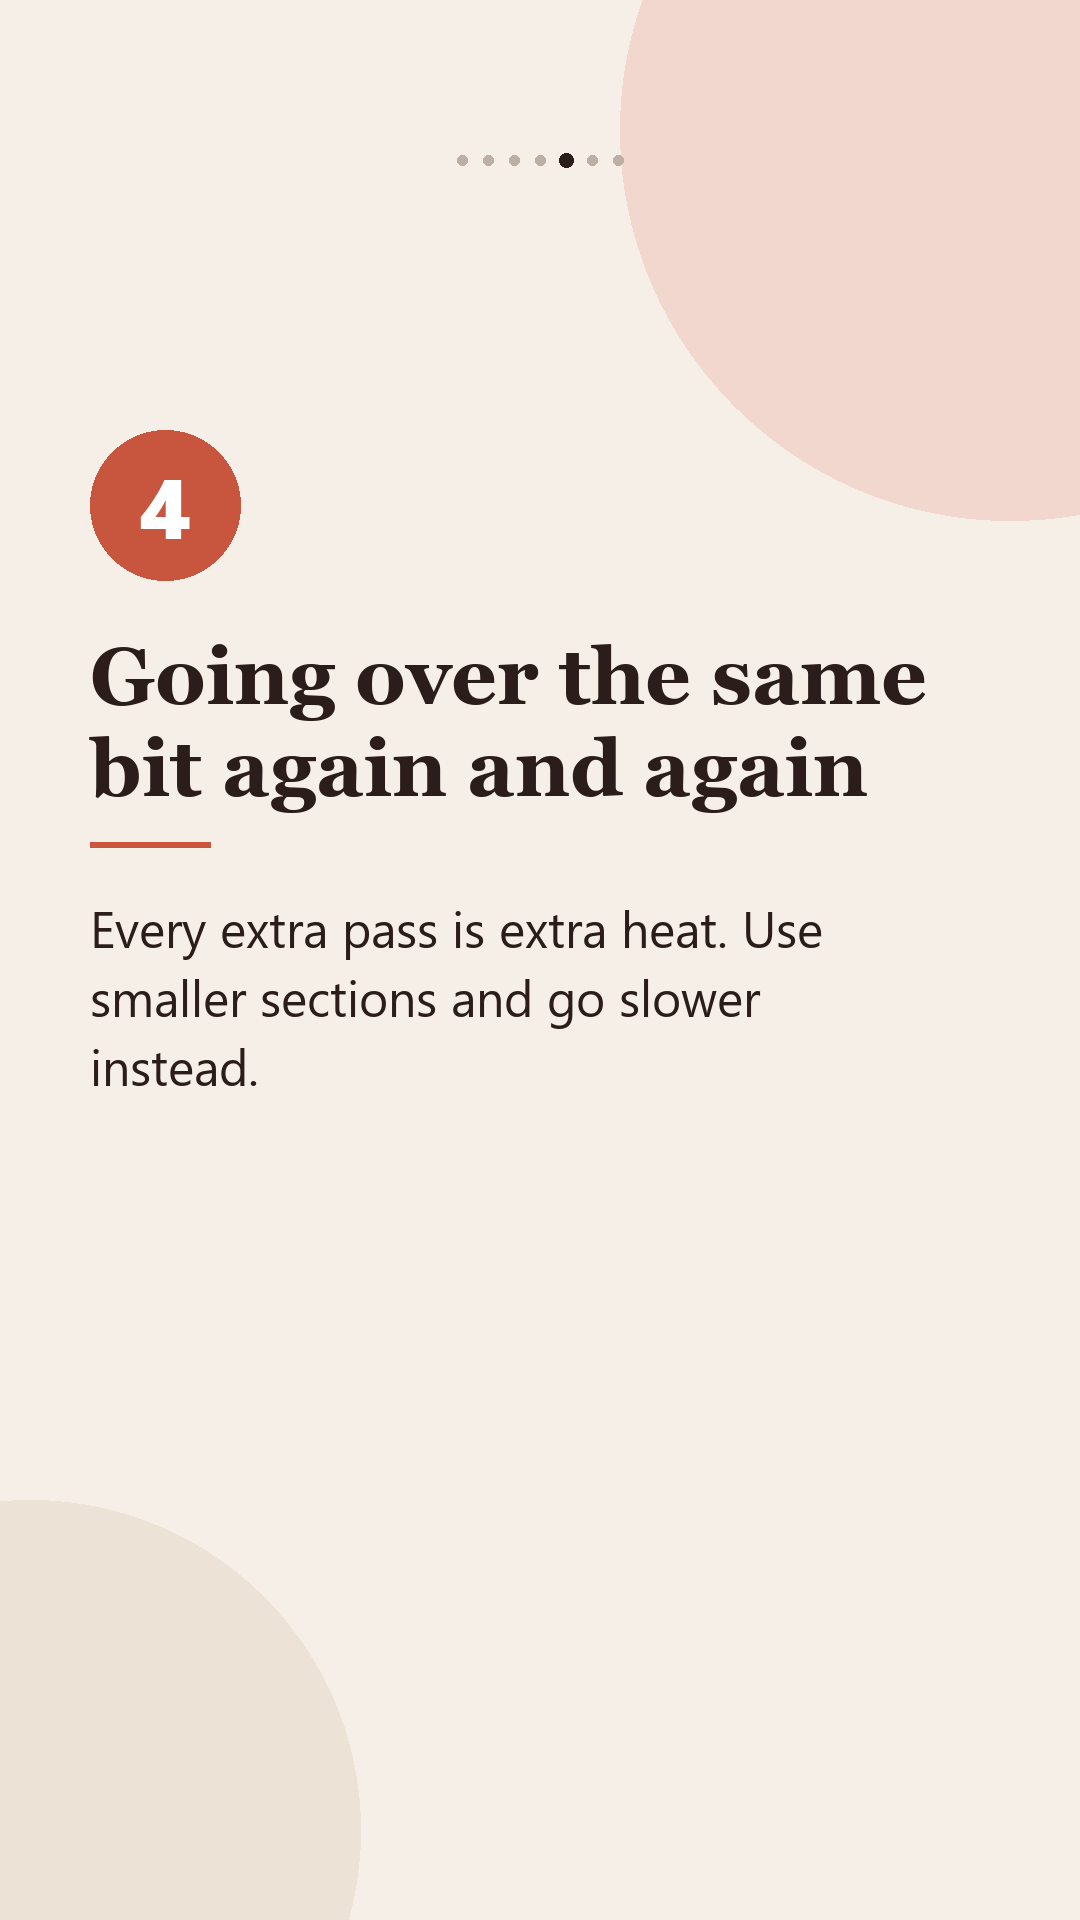 4
Going over the same
bit again and again
Every extra pass is extra heat. Use
smaller sections and go slower
instead.